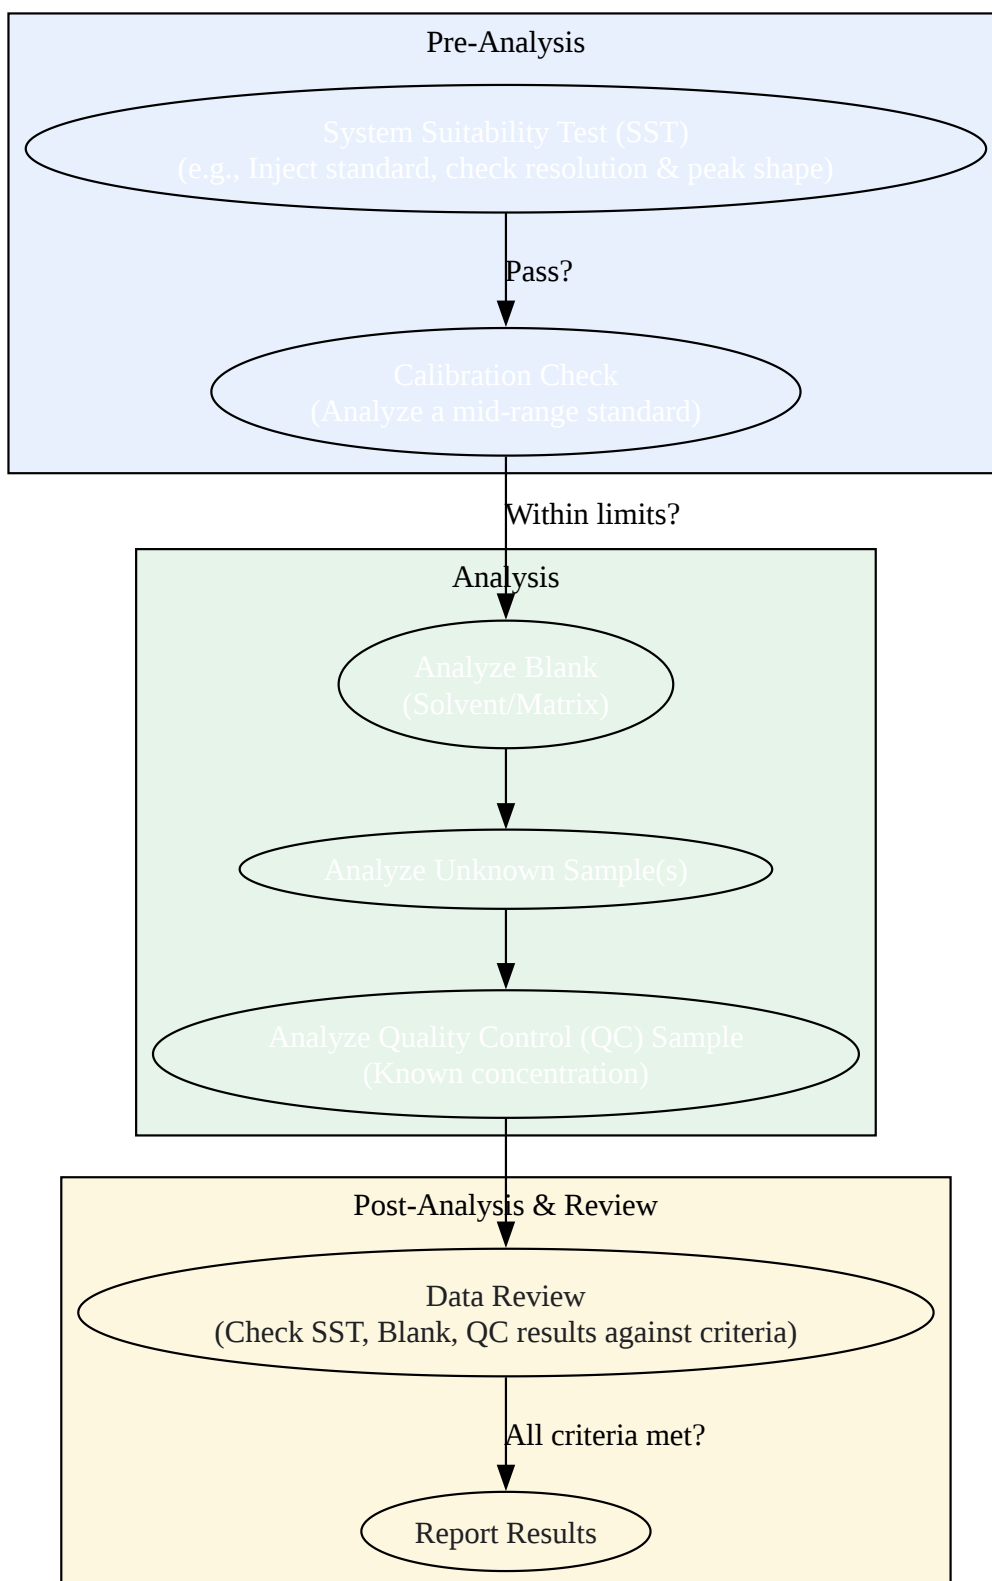 Pre-Analysis
System Suitability Test (SST)
(e.g., Inject standard, check resolution & peak shape)
Pass?
Calibration Check
(Analyze a mid-range standard)
Within limits?
Analysis
Analyze Blank
(Solvent/Matrix)
Analyze Unknown Sample(s)
Analyze Quality Control (QC) Sample
(Known concentration)
Post-Analysis & Review
Data Review
(Check SST, Blank, QC results against criteria)
All criteria met?
Report Results